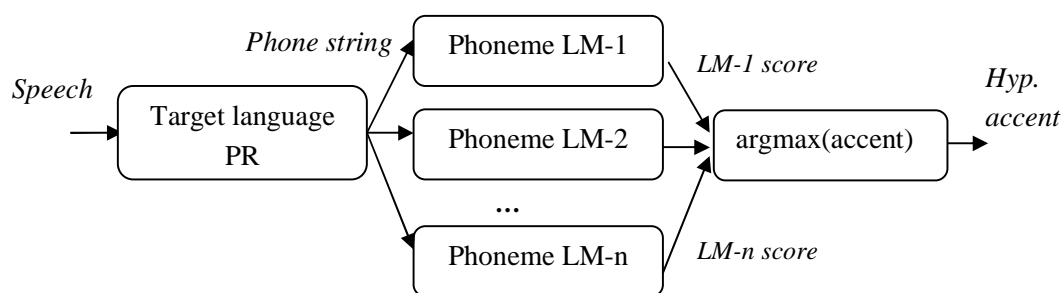 Phone string
Phoneme LM-1
LM-1 score
Speech
Target language
PR
Phoneme LM-2
argmax(accent)
Hyp.
accent
...
Phoneme LM-n
LM-n score